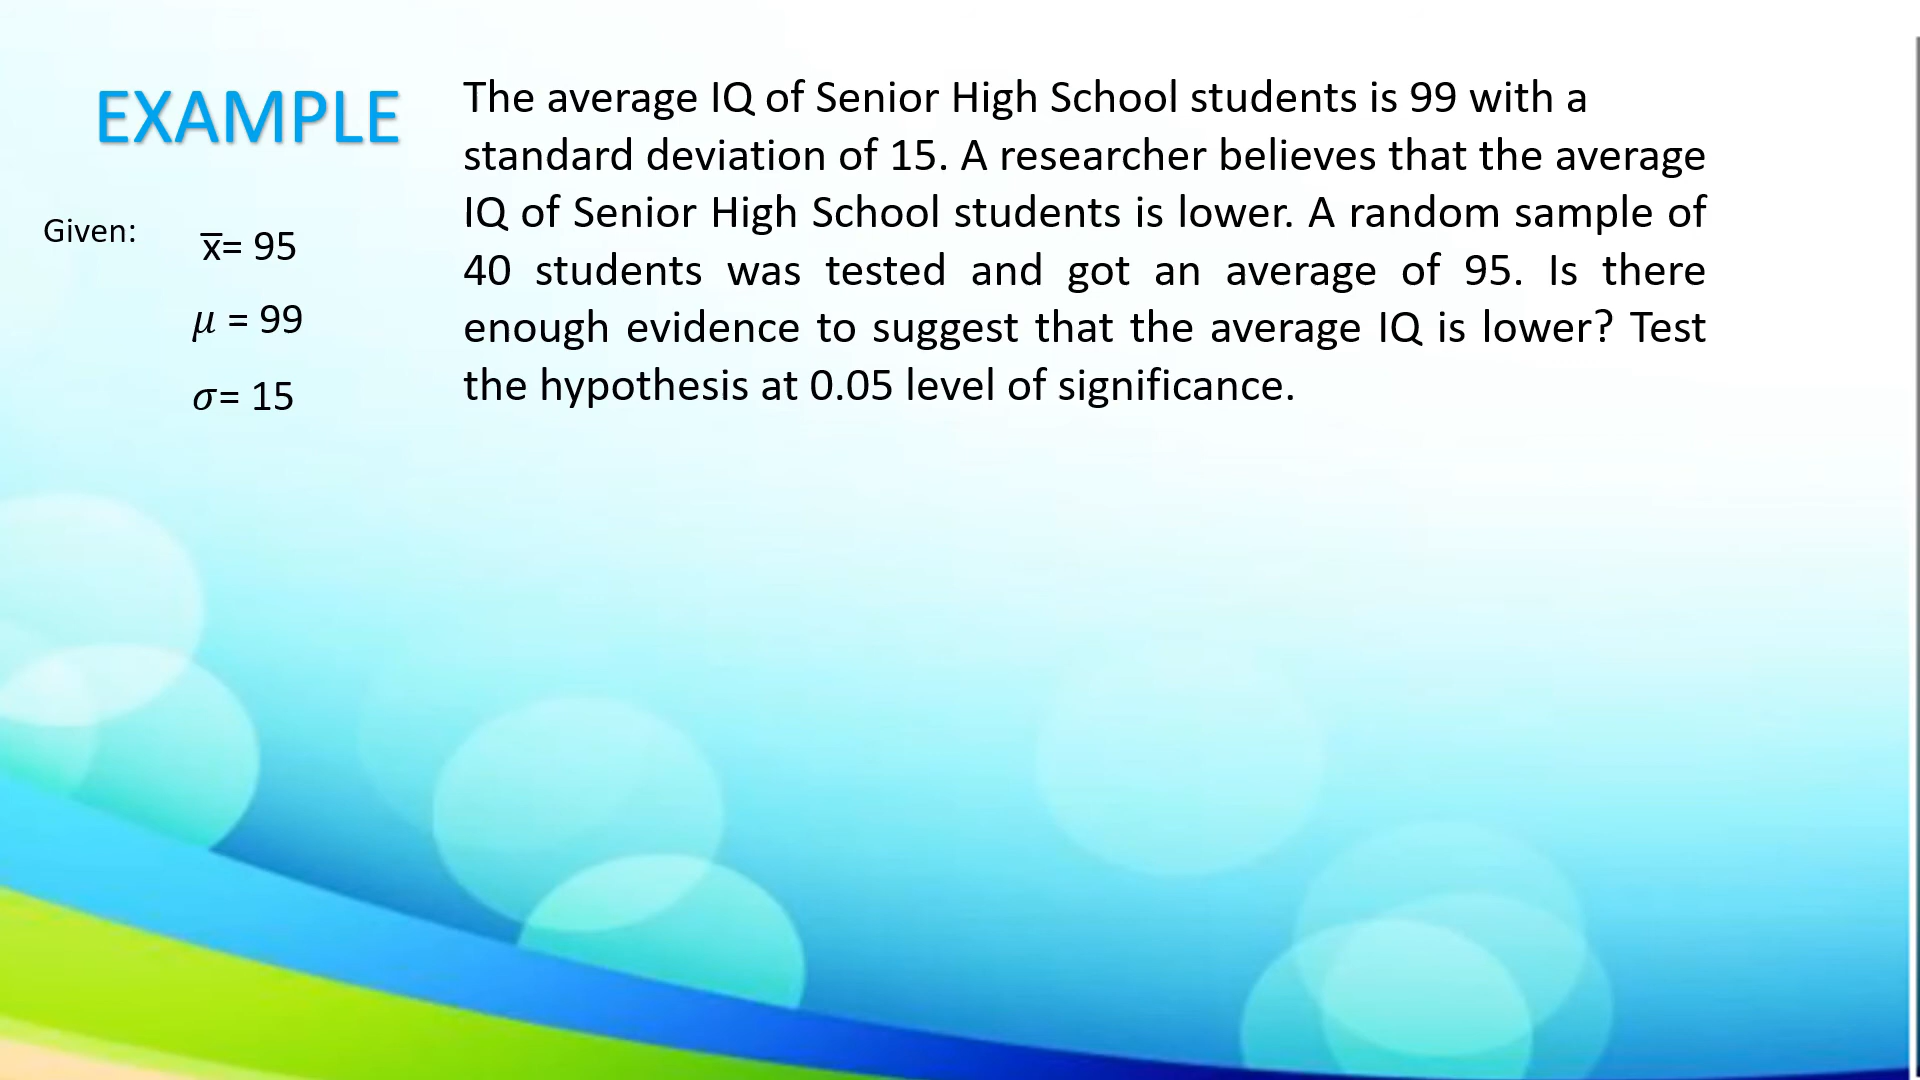 EXAMPLE
Given:
x̅= 95
𝜇 = 99
𝜎= 15
The average IQ of Senior High School students is 99 with a
standard deviation of 15. A researcher believes that the average
IQ of Senior High School students is lower. A random sample of
40 students was tested and got an average of 95. Is there
enough evidence to suggest that the average IQ is lower? Test
the hypothesis at 0.05 level of significance.